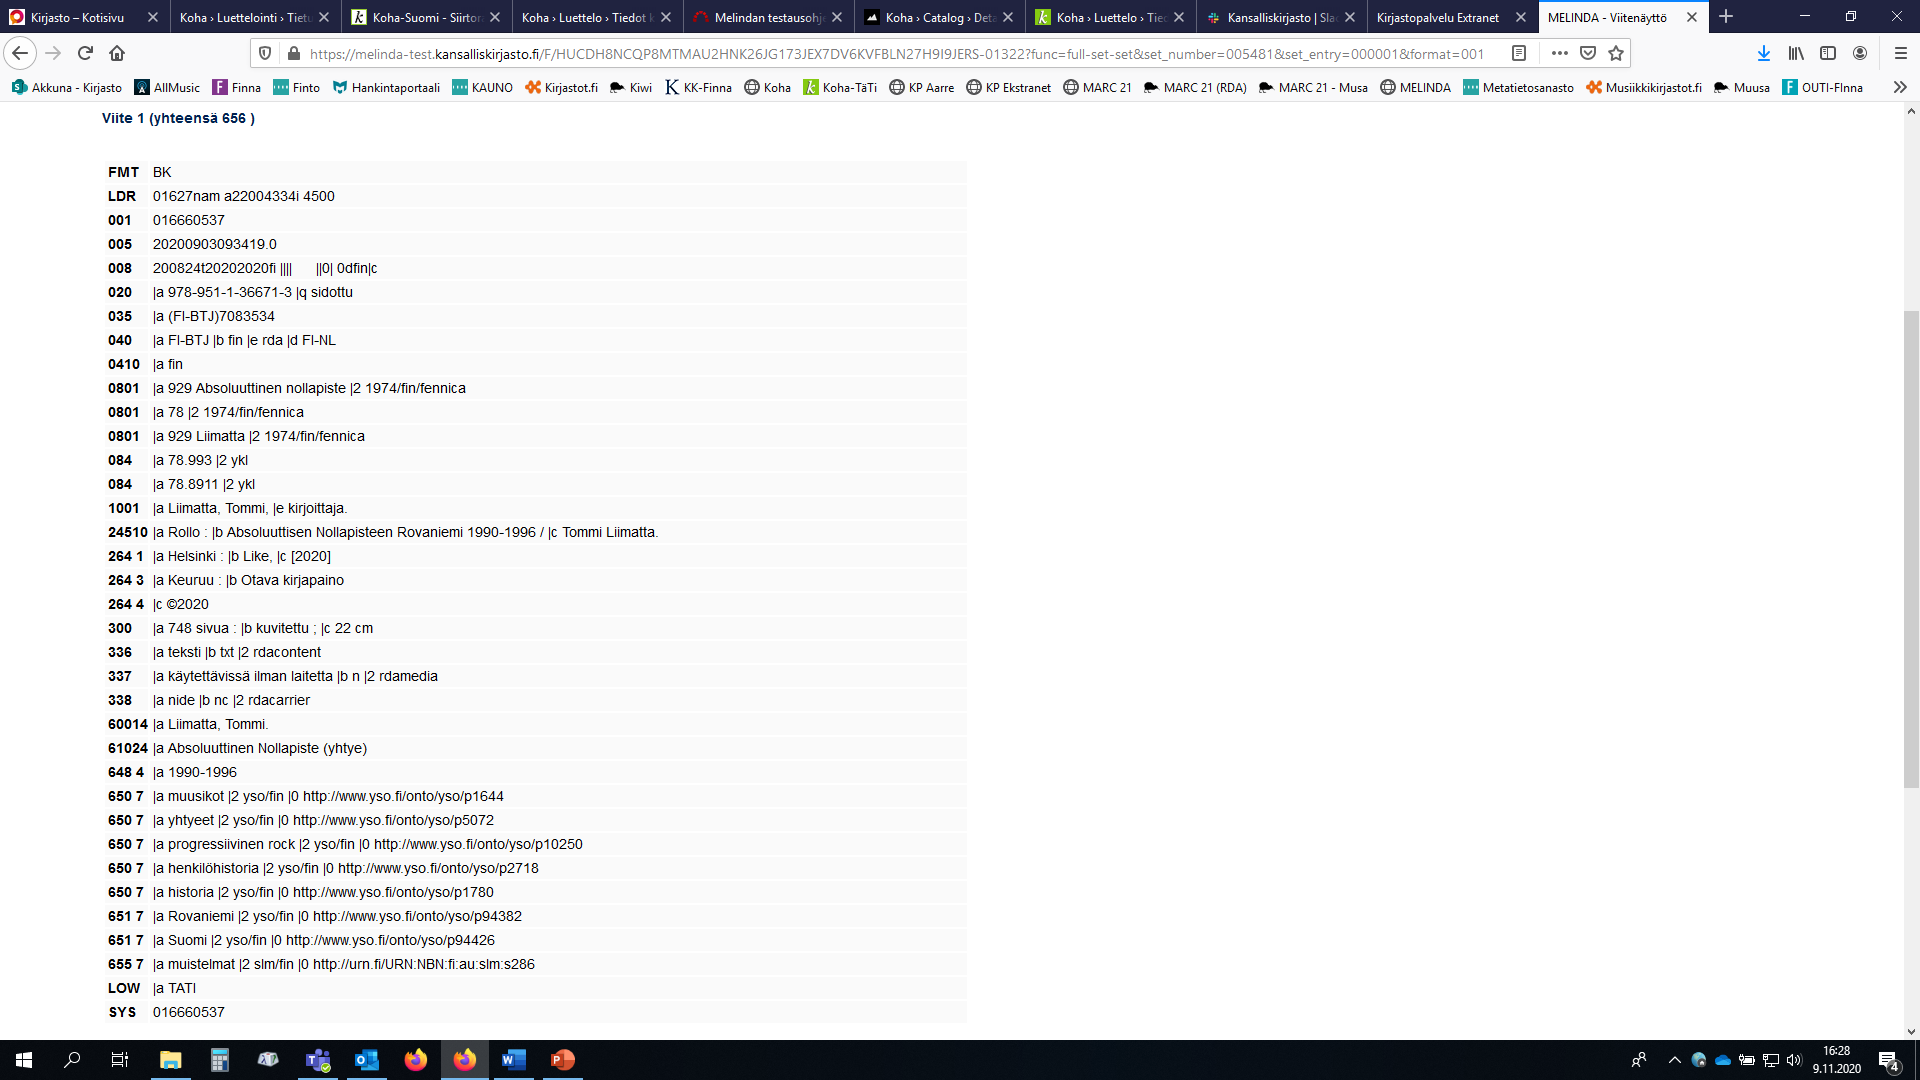 Kirjasto – Kotisivu
Koha › Luettelointi › Tietu
Koha-Suomi - Siirtora
Koha › Luettelo › Tiedot k
Melindan testausohje
Koha › Catalog › Deta
Koha › Luettelo › Tied
Kansalliskirjasto | Slac
Kirjastopalvelu Extranet
MELINDA - Viitenäyttö
https://melinda-test.kansalliskirjasto.fi/F/HUCDH8NCQP8MTMAU2HNK26JG173JEX7DV6KVFBLN27H9I9JERS-01322?func=full-set-set&set_number=005481&set_entry=000001&format=001
Akkuna - Kirjasto AllMusic Finna Finto Hankintaportaali KAUNO Kirjastot.fi Kiwi KK-Finna Koha Koha-TäTi KP Aarre KP Ekstranet MARC 21 MARC 21 (RDA) MARC 21 - Musa MELINDA Metatietosanasto Musiikkikirjastot.fi Muusa OUTI-FInna
Viite 1 (yhteensä 656 )
FMT BK
LDR 01627nam a22004334i 4500
001 016660537
005 20200903093419.0
008 200824t20202020fi |||| ||0| 0dfin|c
020 |a 978-951-1-36671-3 |q sidottu
035 |a (FI-BTJ)7083534
040 |a FI-BTJ |b fin |e rda |d FI-NL
0410 |a fin
0801 |a 929 Absoluuttinen nollapiste |2 1974/fin/fennica
0801 |a 78 |2 1974/fin/fennica
0801 |a 929 Liimatta |2 1974/fin/fennica
084 |a 78.993 |2 ykl
084 |a 78.8911 |2 ykl
1001 |a Liimatta, Tommi, |e kirjoittaja.
24510 |a Rollo : |b Absoluuttisen Nollapisteen Rovaniemi 1990-1996 / |c Tommi Liimatta.
264 1 |a Helsinki : |b Like, |c [2020]
264 3 |a Keuruu : |b Otava kirjapaino
264 4 |c ©2020
300 |a 748 sivua : |b kuvitettu ; |c 22 cm
336 |a teksti |b txt |2 rdacontent
337 |a käytettävissä ilman laitetta |b n |2 rdamedia
338 |a nide |b nc |2 rdacarrier
60014 |a Liimatta, Tommi.
61024 |a Absoluuttinen Nollapiste (yhtye)
648 4 |a 1990-1996
650 7 |a muusikot |2 yso/fin |0 http://www.yso.fi/onto/yso/p1644
650 7 |a yhtyeet |2 yso/fin |0 http://www.yso.fi/onto/yso/p5072
650 7 |a progressiivinen rock |2 yso/fin |0 http://www.yso.fi/onto/yso/p10250
650 7 |a henkilöhistoria |2 yso/fin |0 http://www.yso.fi/onto/yso/p2718
650 7 |a historia |2 yso/fin |0 http://www.yso.fi/onto/yso/p1780
651 7 |a Rovaniemi |2 yso/fin |0 http://www.yso.fi/onto/yso/p94382
651 7 |a Suomi |2 yso/fin |0 http://www.yso.fi/onto/yso/p94426
655 7 |a muistelmat |2 slm/fin |0 http://urn.fi/URN:NBN:fi:au:slm:s286
LOW |a TATI
SYS 016660537
16:28
9.11.2020
4